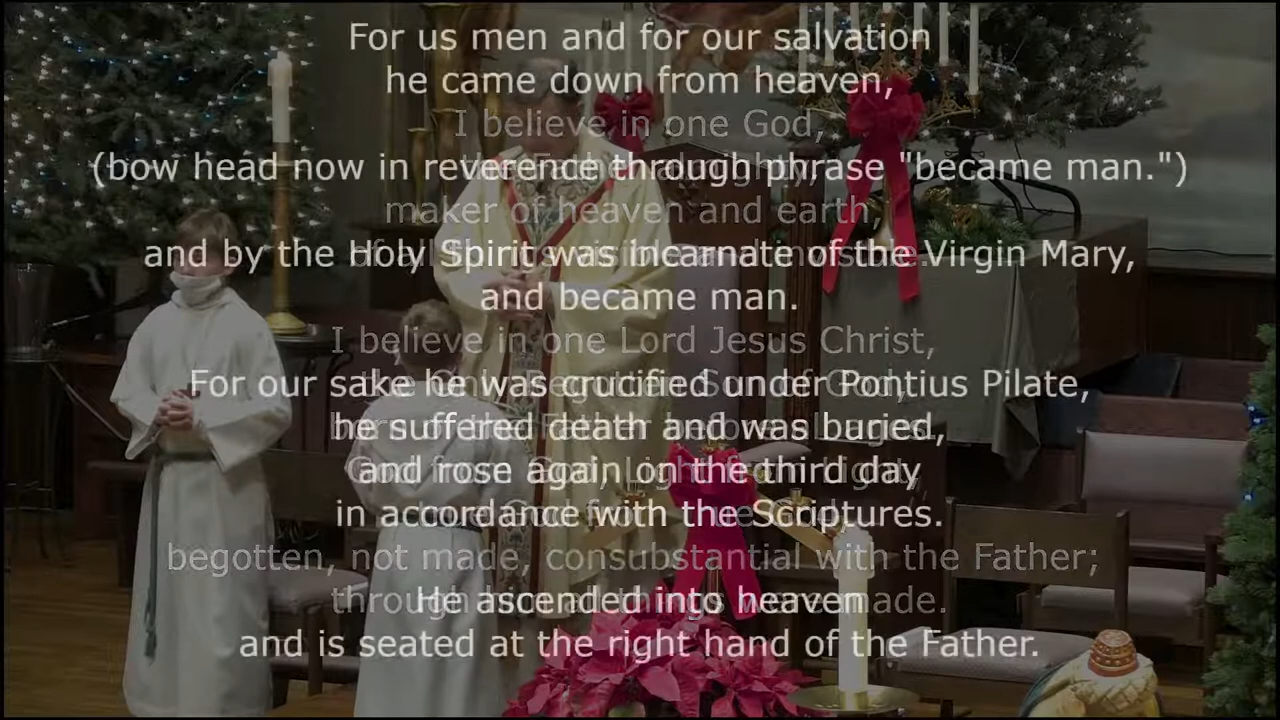 For us men and for our salvation
he came down from heaven,
I believe in one God,
(bow head now in reverence through phrase "became man.")
maker of heaven and earth,
and by the Holy Spirit was incarnate of the Virgin Mary,
and became man.
I believe in one Lord Jesus Christ,
For our sake he was crucified under Pontius Pilate,
he suffered death and was buried,
and rose again on the third day
in accordance with the Scriptures.
begotten, not made, consubstantial with the Father;
He ascended into heaven
and is seated at the right hand of the Father.